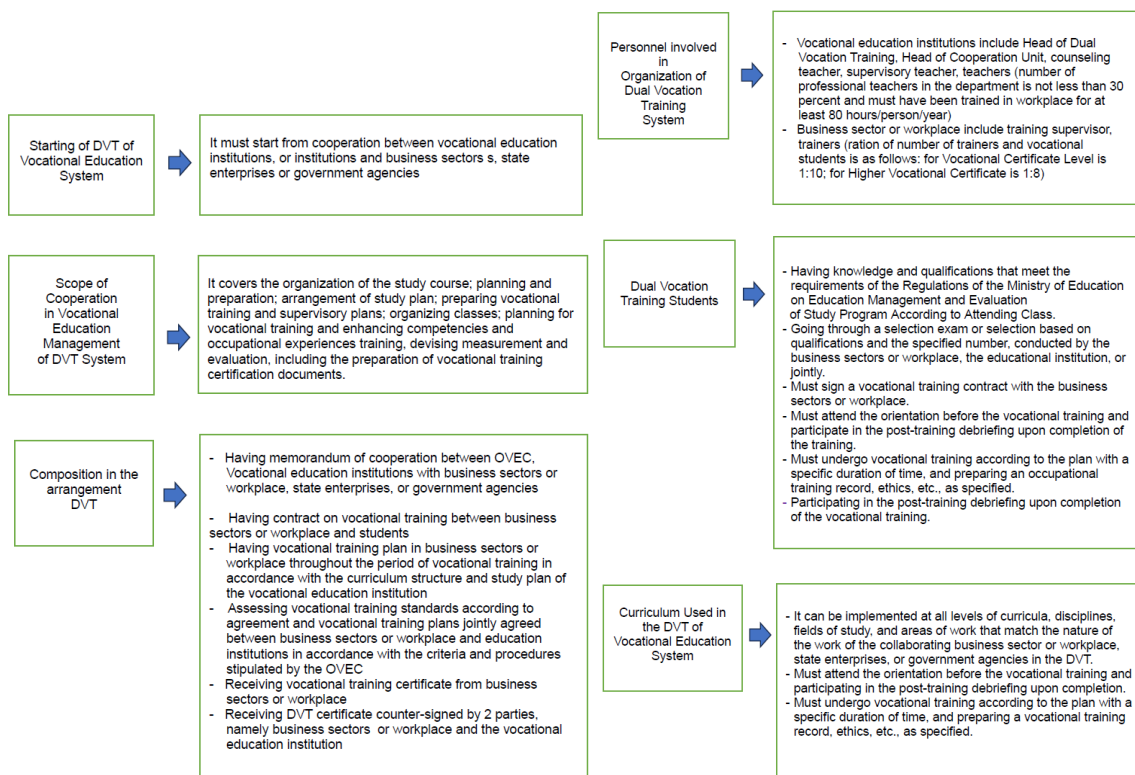 Starting of DVT of
Vocational Education
System
It must start from cooperation between vocational education
institutions, or institutions and business sectors s, state
enterprises or government agencies
Scope of
Cooperation
in Vocational Education
Management
of DVT System
It covers the organization of the study course; planning and
preparation; arrangement of study plan; preparing vocational
training and supervisory plans; organizing classes; planning for
vocational training and enhancing competencies and
occupational experiences training, devising measurement and
evaluation, including the preparation of vocational training
certification documents.
Composition in the
arrangement
DVT
- Having memorandum of cooperation between OVEC,
Vocational education institutions with business sectors or
workplace, state enterprises, or government agencies
- Having contract on vocational training between business
sectors or workplace and students
- Having vocational training plan in business sectors or
workplace throughout the period of vocational training in
accordance with the curriculum structure and study plan of
the vocational education institution
- Assessing vocational training standards according to
agreement and vocational training plans jointly agreed
between business sectors or workplace and education
institutions in accordance with the criteria and procedures
stipulated by the OVEC
- Receiving vocational training certificate from business
sectors or workplace
- Receiving DVT certificate counter-signed by 2 parties,
namely business sectors or workplace and the vocational
education institution
Personnel involved
in
Organization of
Dual Vocation
Training
System
- Vocational education institutions include Head of Dual
Vocation Training, Head of Cooperation Unit, counseling
teacher, supervisory teacher, teachers (number of
professional teachers in the department is not less than 30
percent and must have been trained in workplace for at
least 80 hours/person/year)
- Business sector or workplace include training supervisor,
trainers (ration of number of trainers and vocational
students is as follows: for Vocational Certificate Level is
1:10; for Higher Vocational Certificate is 1:8)
Dual Vocation
Training Students
- Having knowledge and qualifications that meet the
requirements of the Regulations of the Ministry of Education
on Education Management and Evaluation
of Study Program According to Attending Class.
- Going through a selection exam or selection based on
qualifications and the specified number, conducted by the
business sectors or workplace, the educational institution, or
jointly.
- Must sign a vocational training contract with the business
sectors or workplace.
- Must attend the orientation before the vocational training and
participate in the post-training debriefing upon completion of
the training.
- Must undergo vocational training according to the plan with a
specific duration of time, and preparing an occupational
training record, ethics, etc., as specified.
- Participating in the post-training debriefing upon completion
of the vocational training.
Curriculum Used in
the DVT of
Vocational Education
System
- It can be implemented at all levels of curricula, disciplines,
fields of study, and areas of work that match the nature of
the work of the collaborating business sector or workplace,
state enterprises, or government agencies in the DVT.
- Must attend the orientation before the vocational training and
participating in the post-training debriefing upon completion.
- Must undergo vocational training according to the plan with a
specific duration of time, and preparing a vocational training
record, ethics, etc., as specified.